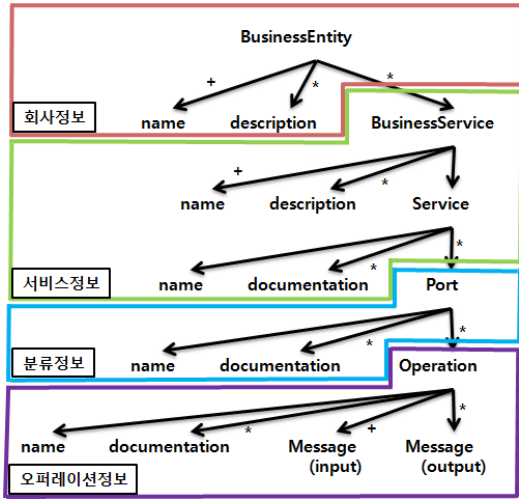 BusinessEntity
+ * *
회사정보
name description BusinessService
+ *
name description Service
* *
서비스정보
name documentation Port
* *
분류정보
name documentation Operation
* + *
name documentation Message (input) Message (output)
오퍼레이션정보